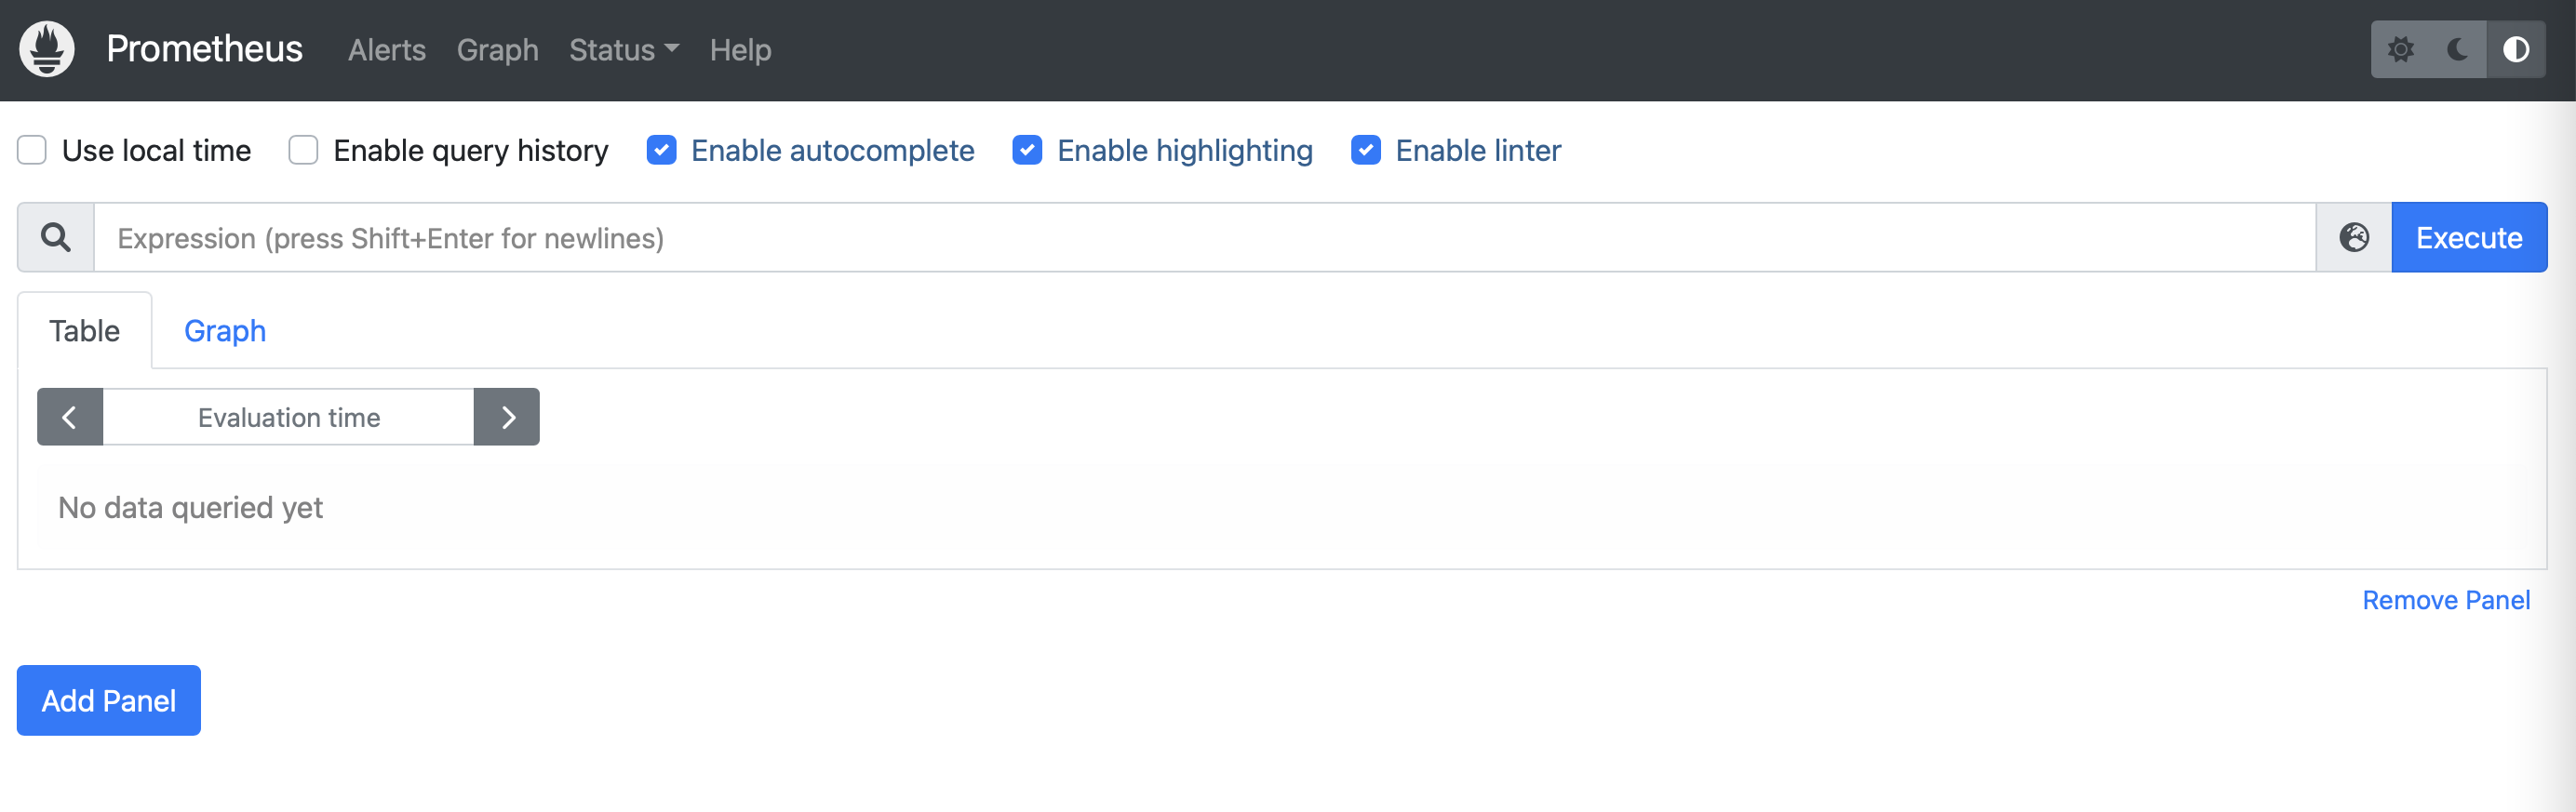 Prometheus Alerts Graph Status Help
Use local time Enable query history Enable autocomplete Enable highlighting Enable linter
Expression (press Shift+Enter for newlines) Execute
Table Graph
Evaluation time
No data queried yet
Remove Panel
Add Panel